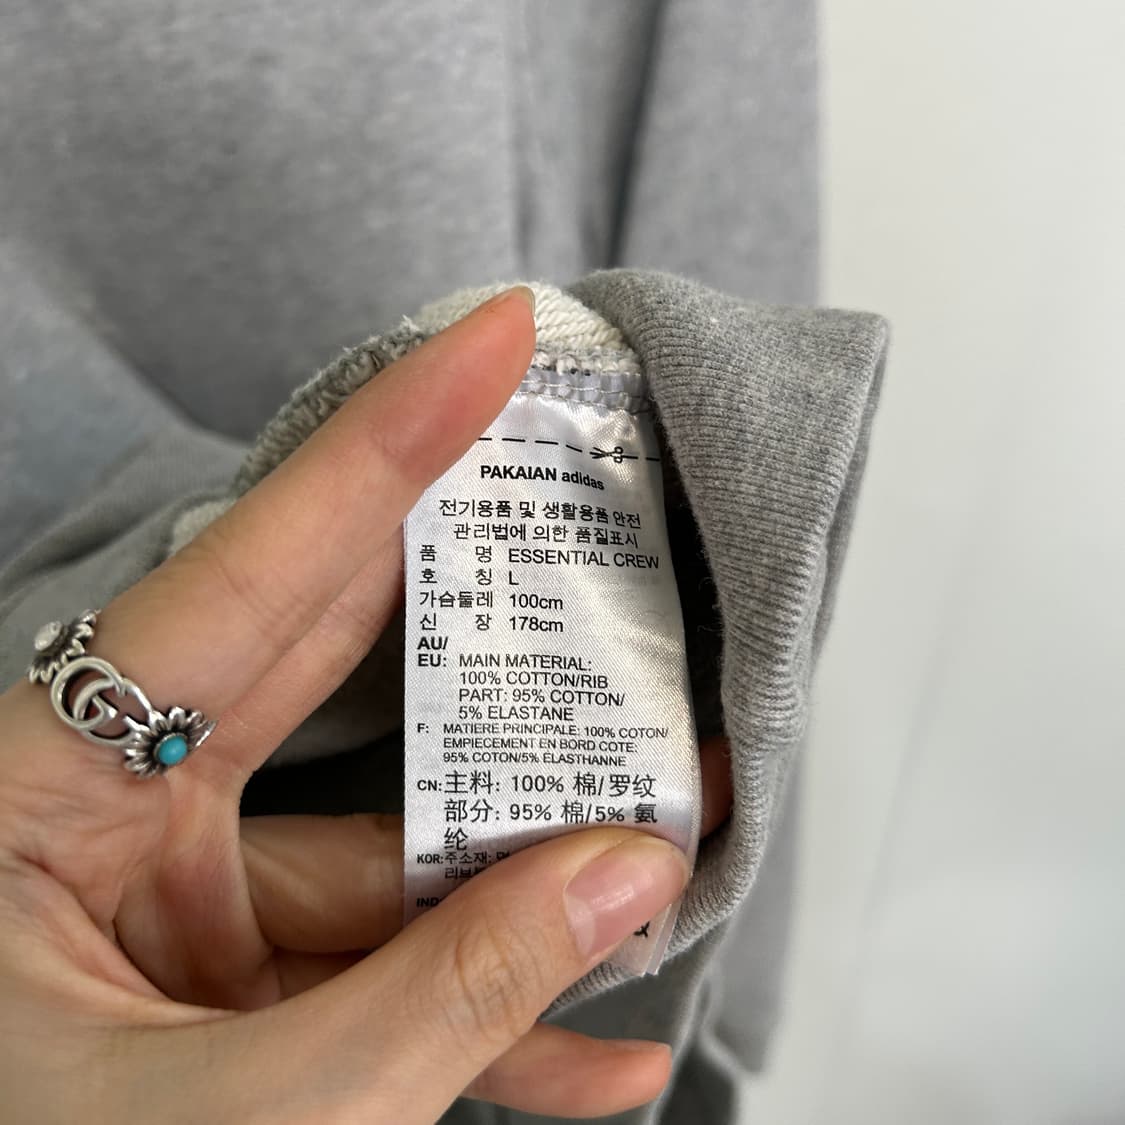 PAKAIAN adidas
전기용품 및 생활용품 안전
관리법에 의한 품질표시
품 명 ESSENTIAL CREW
호 칭 L
가슴둘레 100cm
신 장 178cm
AU/
EU: MAIN MATERIAL:
100% COTTON/RIB
PART: 95% COTTON/
5% ELASTANE
F: MATIERE PRINCIPALE: 100% COTON/
EMPIECEMENT EN BORD COTE:
95% COTON/5% ÉLASTHANNE
CN: 主料: 100% 棉/罗纹
部分: 95% 棉/5% 氨
纶
KOR: 주소재:
IND